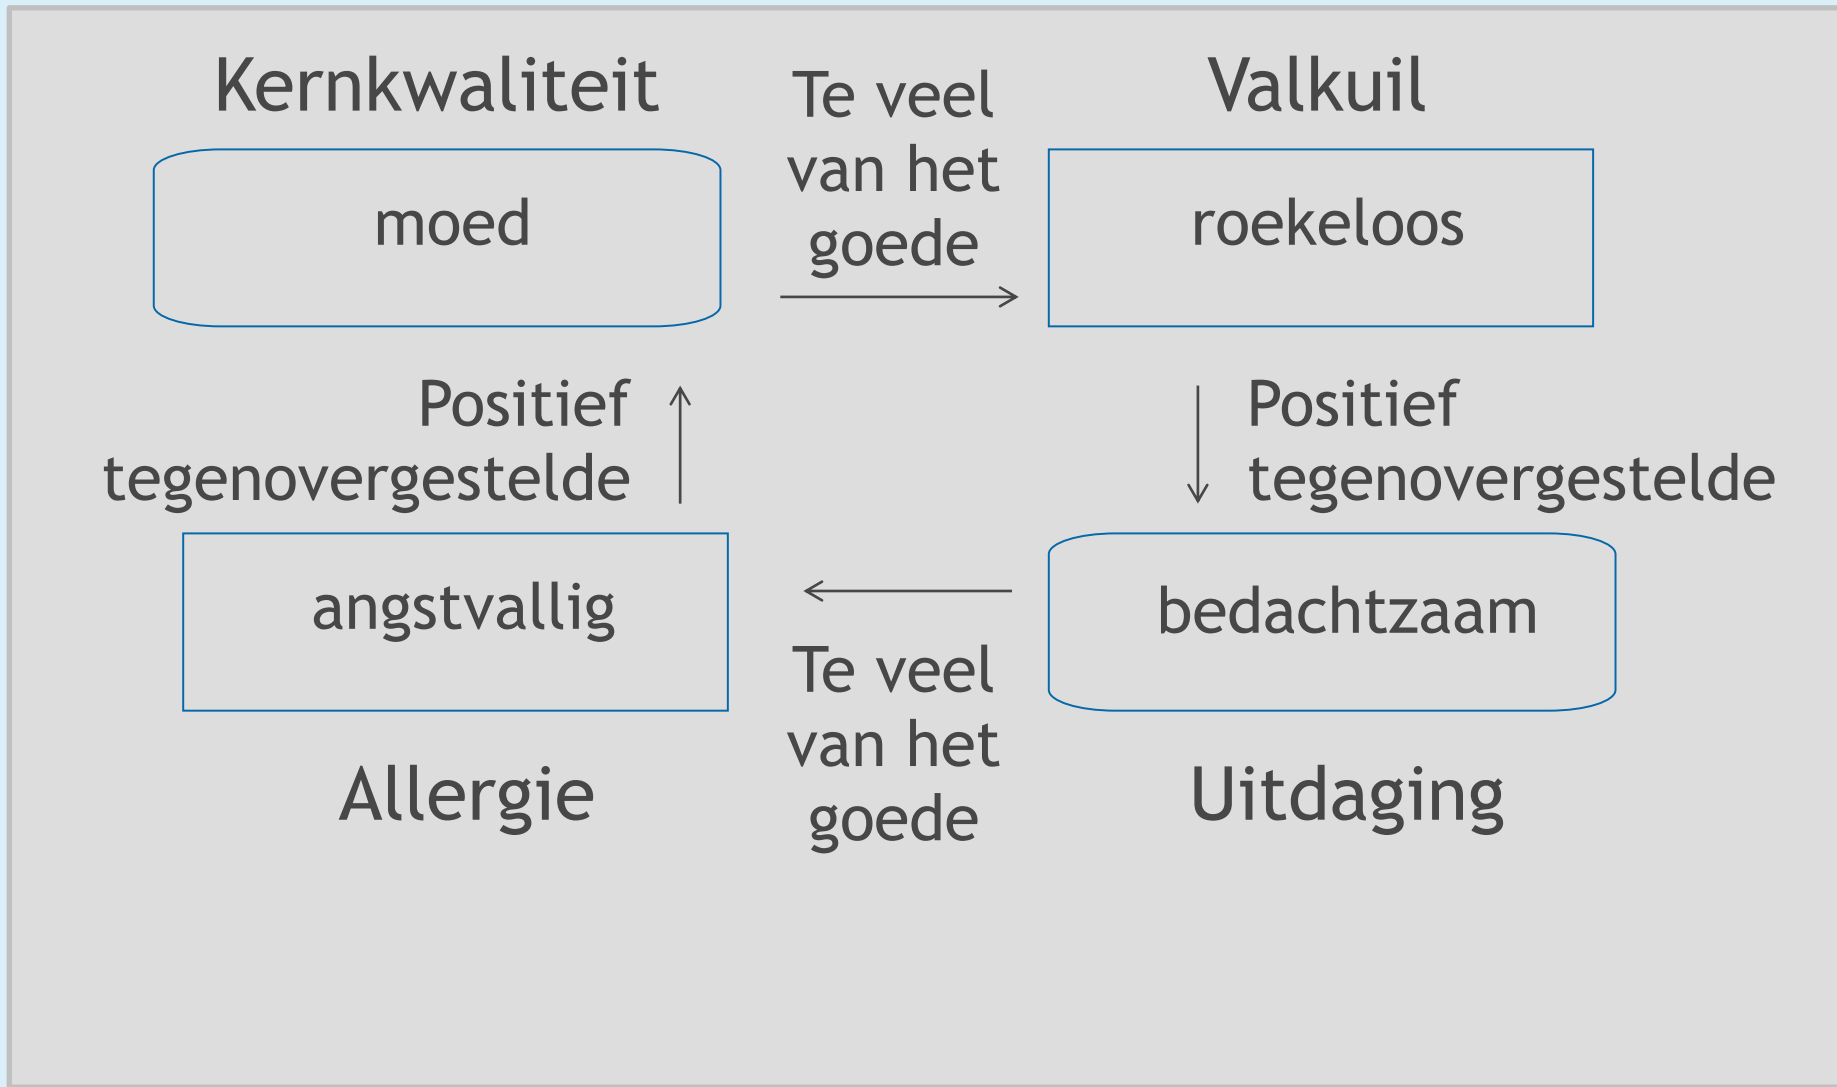 Kernkwaliteit
Te veel
van het
goede
Valkuil
moed
roekeloos
Positief
tegenovergestelde
Positief
tegenovergestelde
angstvallig
bedachtzaam
Te veel
van het
goede
Allergie
Uitdaging